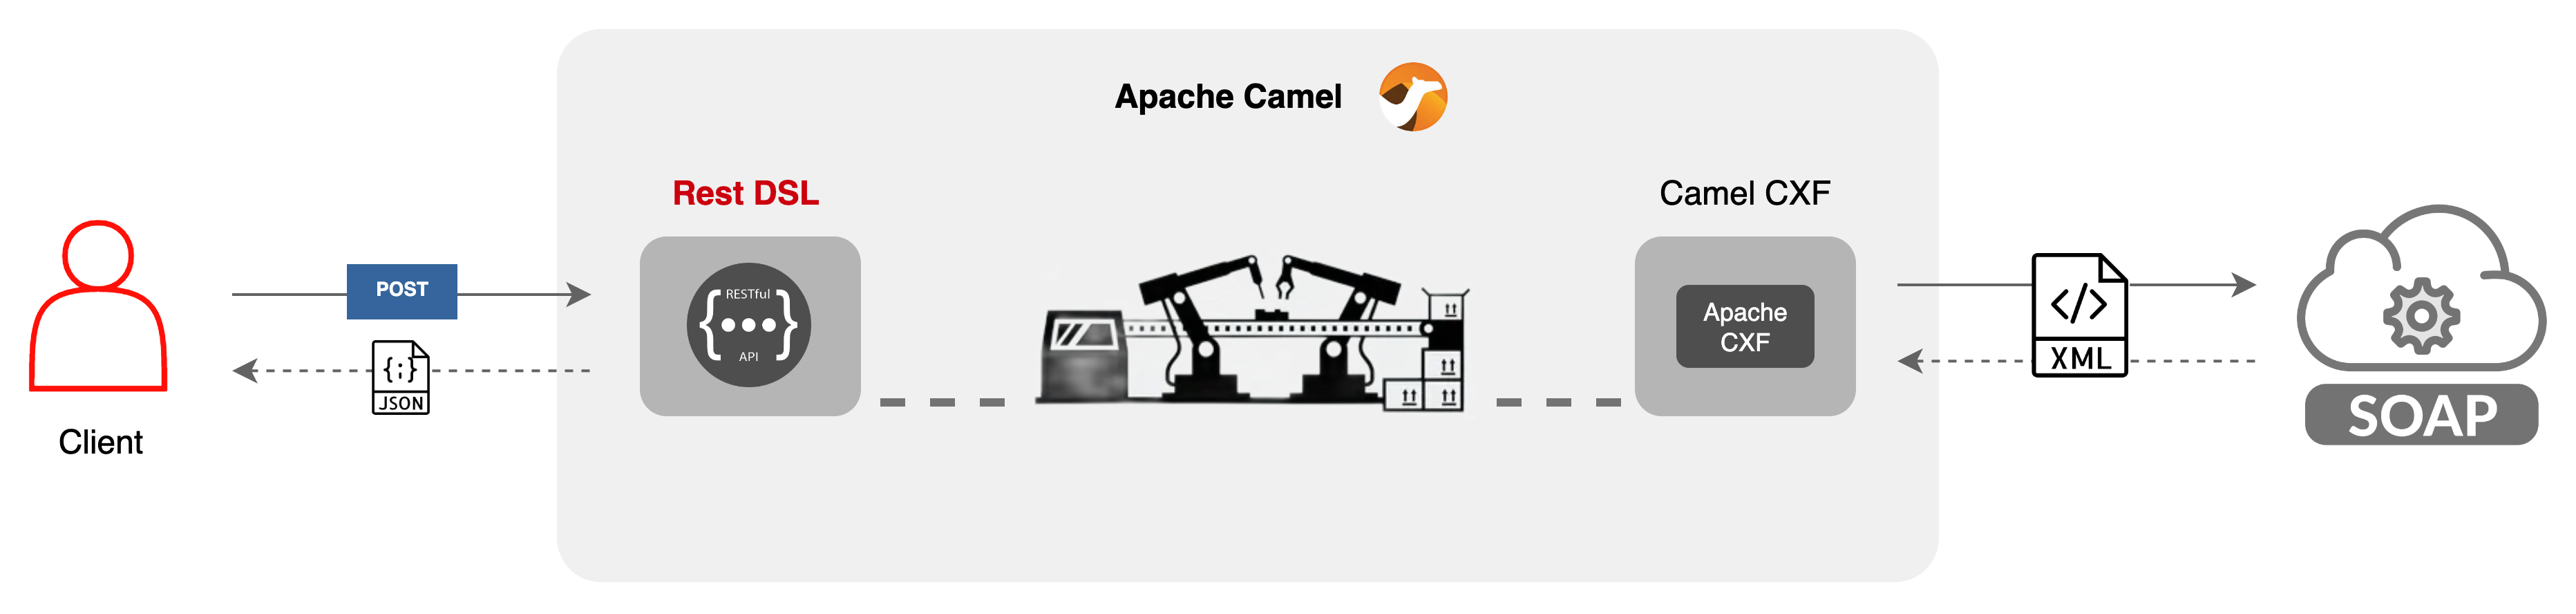 Apache Camel
Rest DSL
Camel CXF
POST
RESTful
{•••}
API
Apache
CXF
</>
XML
{;}
JSON
Client
SOAP